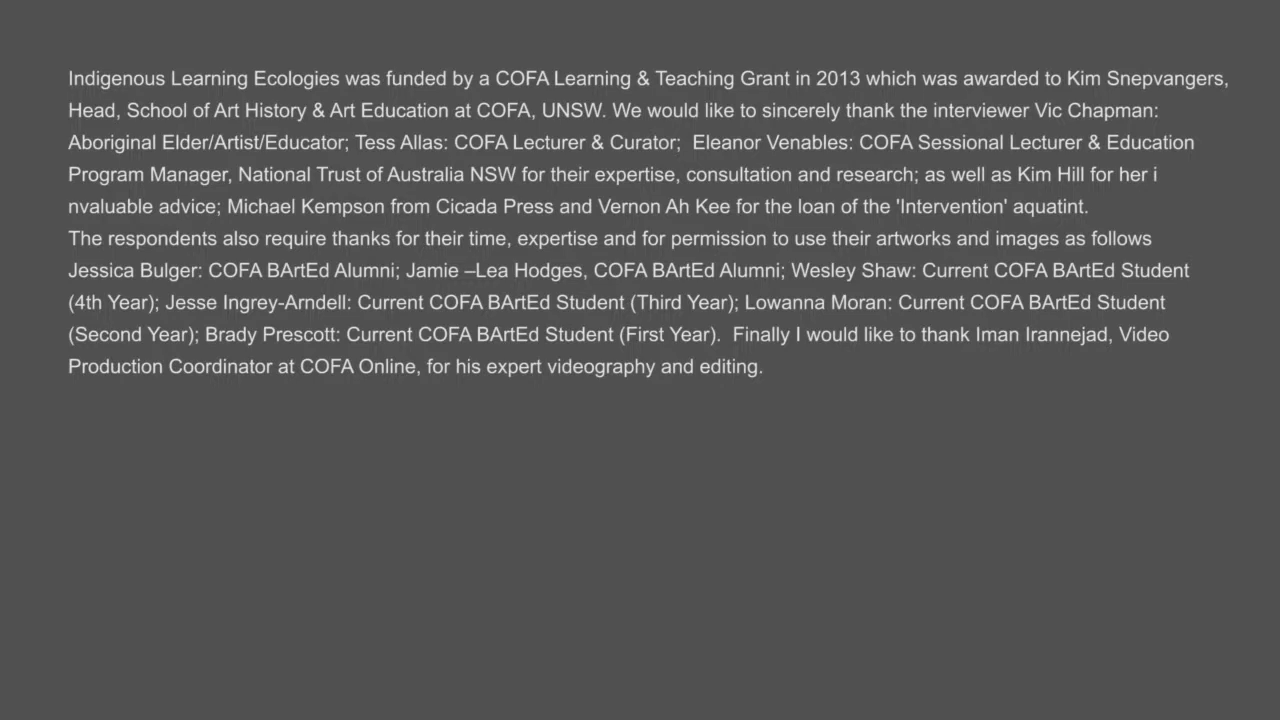 Indigenous Learning Ecologies was funded by a COFA Learning & Teaching Grant in 2013 which was awarded to Kim Snepvangers,
Head, School of Art History & Art Education at COFA, UNSW. We would like to sincerely thank the interviewer Vic Chapman:
Aboriginal Elder/Artist/Educator; Tess Allas: COFA Lecturer & Curator;  Eleanor Venables: COFA Sessional Lecturer & Education
Program Manager, National Trust of Australia NSW for their expertise, consultation and research; as well as Kim Hill for her i
nvaluable advice; Michael Kempson from Cicada Press and Vernon Ah Kee for the loan of the 'Intervention' aquatint.
The respondents also require thanks for their time, expertise and for permission to use their artworks and images as follows
Jessica Bulger: COFA BArtEd Alumni; Jamie –Lea Hodges, COFA BArtEd Alumni; Wesley Shaw: Current COFA BArtEd Student
(4th Year); Jesse Ingrey-Arndell: Current COFA BArtEd Student (Third Year); Lowanna Moran: Current COFA BArtEd Student
(Second Year); Brady Prescott: Current COFA BArtEd Student (First Year).  Finally I would like to thank Iman Irannejad, Video
Production Coordinator at COFA Online, for his expert videography and editing.